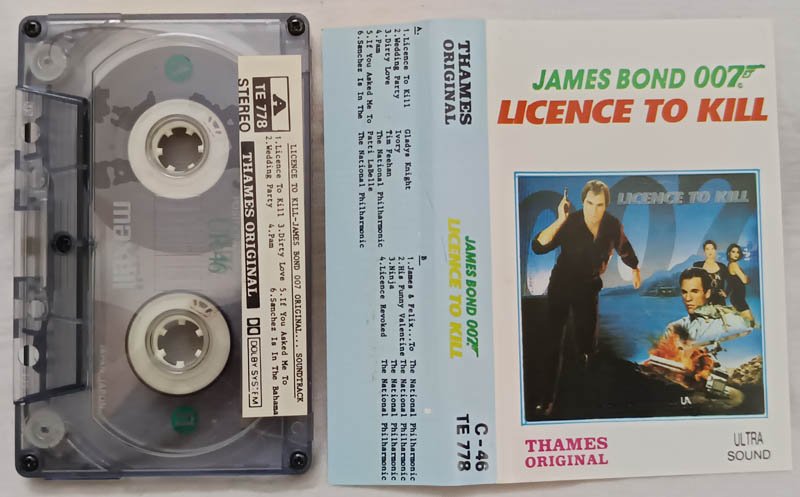 A
TE 778
STEREO
LICENCE TO KILL-JAMES BOND 007 ORIGINAL... SOUNDTRACK
1.Licence To Kill 3.Dirty Love 5.If You Asked Me To
2.Wedding Party 4.Pam 6.Sanchez Is In The Bahama
THAMES ORIGINAL
DOLBY SYSTEM
maxell
46
THAMES
ORIGINAL
JAMES BOND 007
LICENCE TO KILL
C-46
TE 778
A
1.Licence To Kill Gladys Knight
2.Wedding Party Ivory
3.Dirty Love Tim Feehan
4.Pam The National Philharmonic
5.If You Asked Me To Patti LaBelle
6.Sanchez Is In The The National Philharmonic
B
1.James & Felix...To The National Philharmonic
2.His Funny Valentine The National Philharmonic
3.Ninja The National Philharmonic
4.Licence Revoked The National Philharmonic
JAMES BOND 007
LICENCE TO KILL
007
LICENCE TO KILL
UA
THAMES
ORIGINAL
ULTRA
SOUND